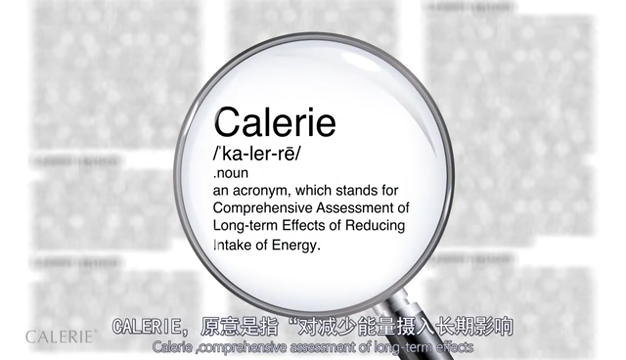 Calerie
/'ka-ler-rē/
.noun
an acronym, which stands for
Comprehensive Assessment of
Long-term Effects of Reducing
Intake of Energy.
CALERIE, 原意是指 “对减少能量摄入长期影响
Calerie ,comprehensive assessment of long-term effects
CALERIE®